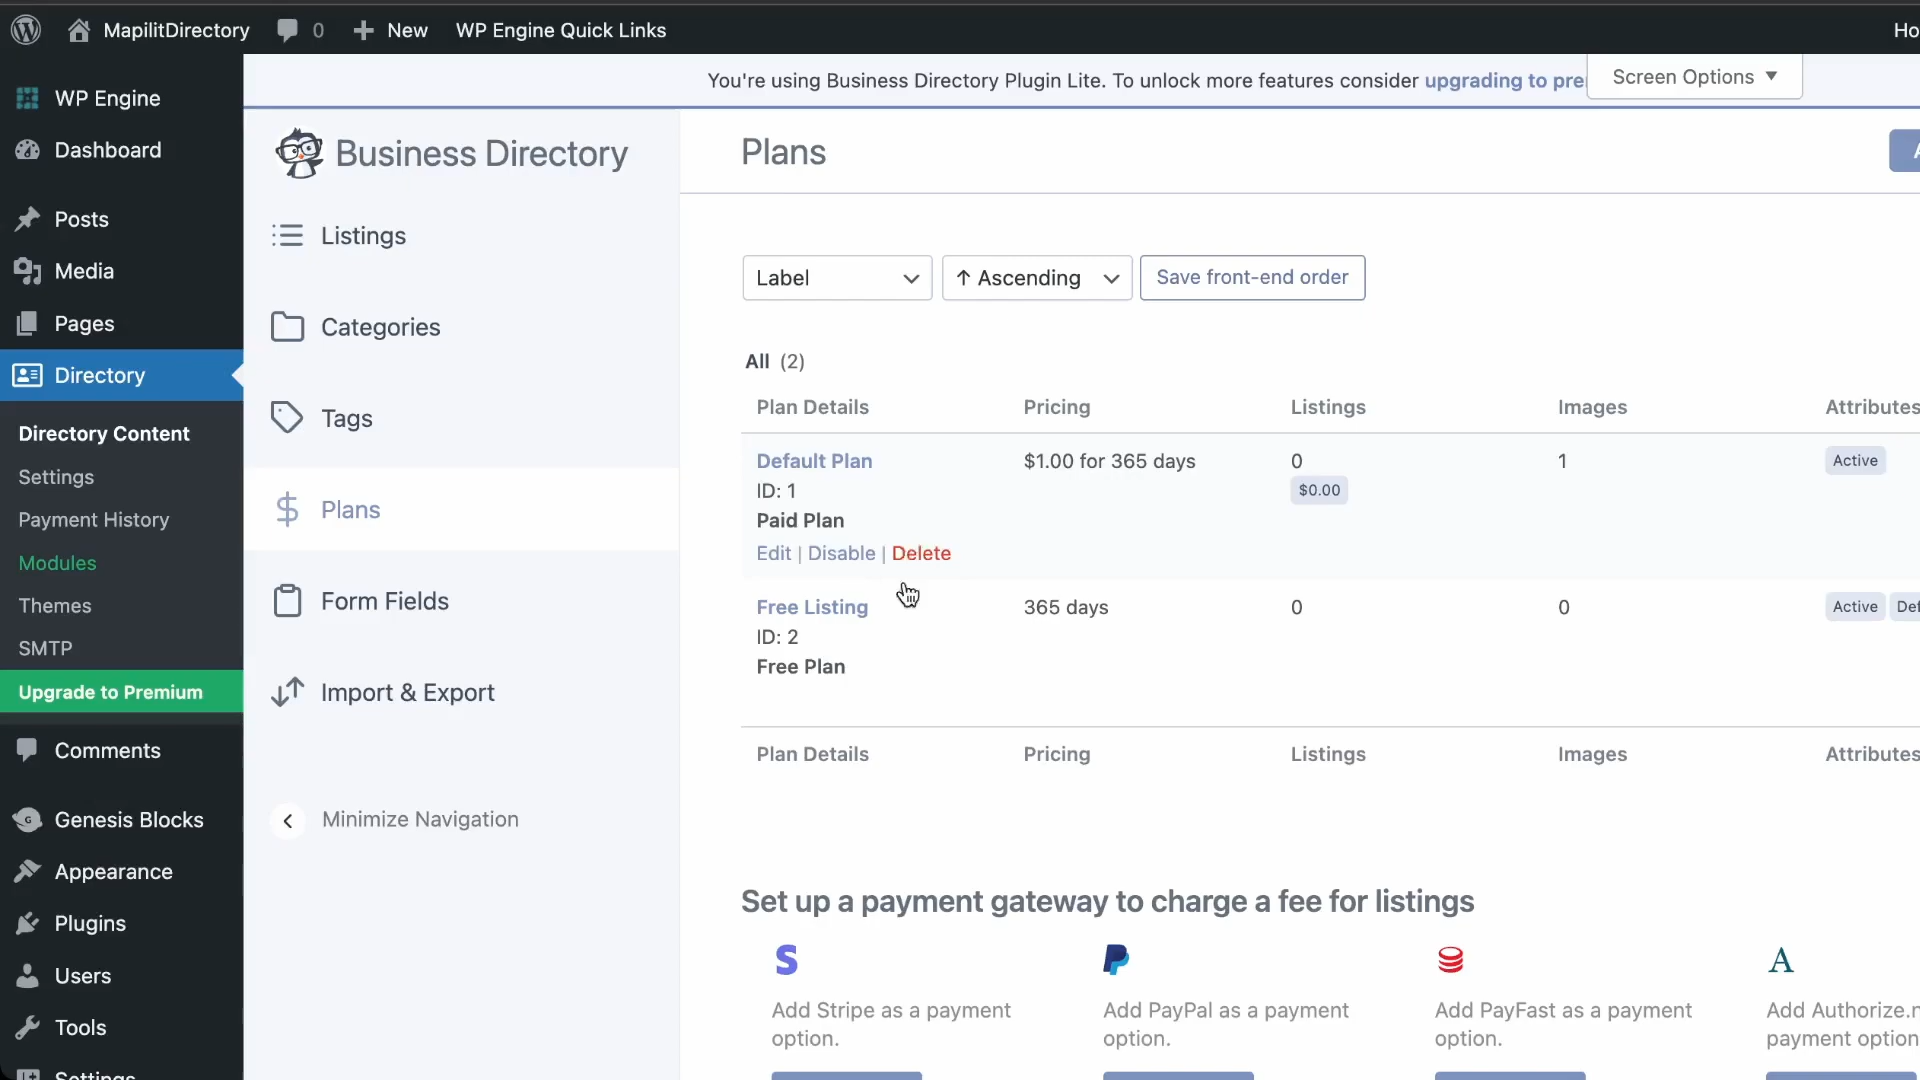 MapilitDirectory
0
New
WP Engine Quick Links
Ho
WP Engine
Dashboard
Posts
Media
Pages
Directory
Directory Content
Settings
Payment History
Modules
Themes
SMTP
Upgrade to Premium
Comments
Genesis Blocks
Appearance
Plugins
Users
Tools
Settings
You're using Business Directory Plugin Lite. To unlock more features consider upgrading to pre
Screen Options ▼
Business Directory
Listings
Categories
Tags
Plans
Form Fields
Import & Export
Minimize Navigation
Plans
Label
↑ Ascending
Save front-end order
All (2)
Plan Details Pricing Listings Images Attributes
Default Plan $1.00 for 365 days 0 1 Active
ID: 1 $0.00
Paid Plan
Edit | Disable | Delete
Free Listing 365 days 0 0 Active Def
ID: 2
Free Plan
Plan Details Pricing Listings Images Attributes
Set up a payment gateway to charge a fee for listings
Add Stripe as a payment
option.
Add PayPal as a payment
option.
Add PayFast as a payment
option.
Add Authorize.n
payment option